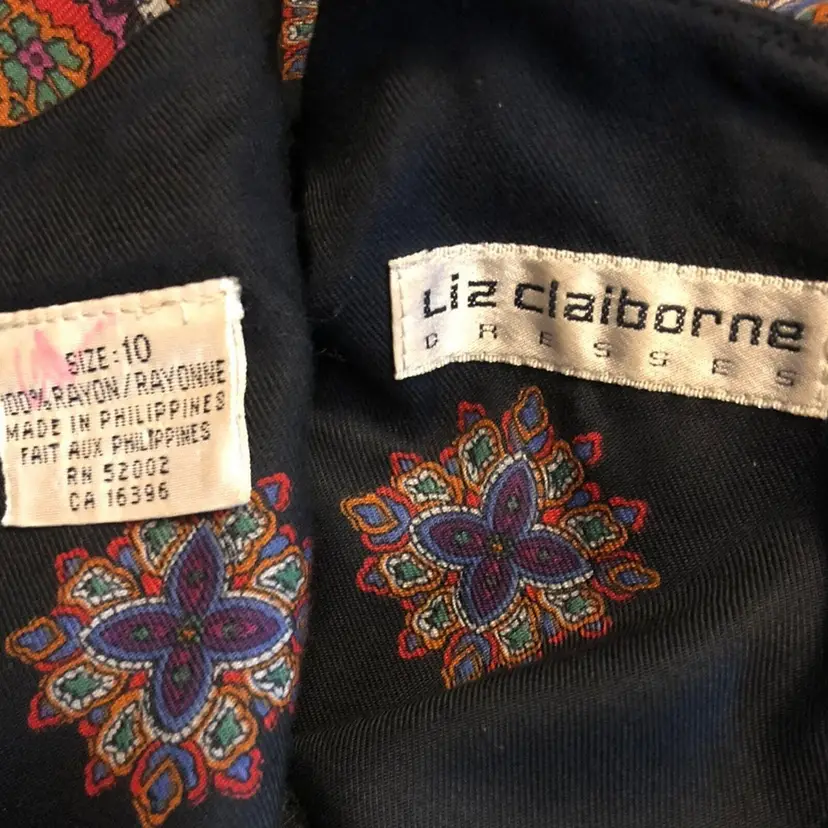 SIZE:10
100% RAYON/RAYONNE
MADE IN PHILIPPINES
FAIT AUX PHILIPPINES
RN 52002
CA 16396
Liz claiborne
DRESSES